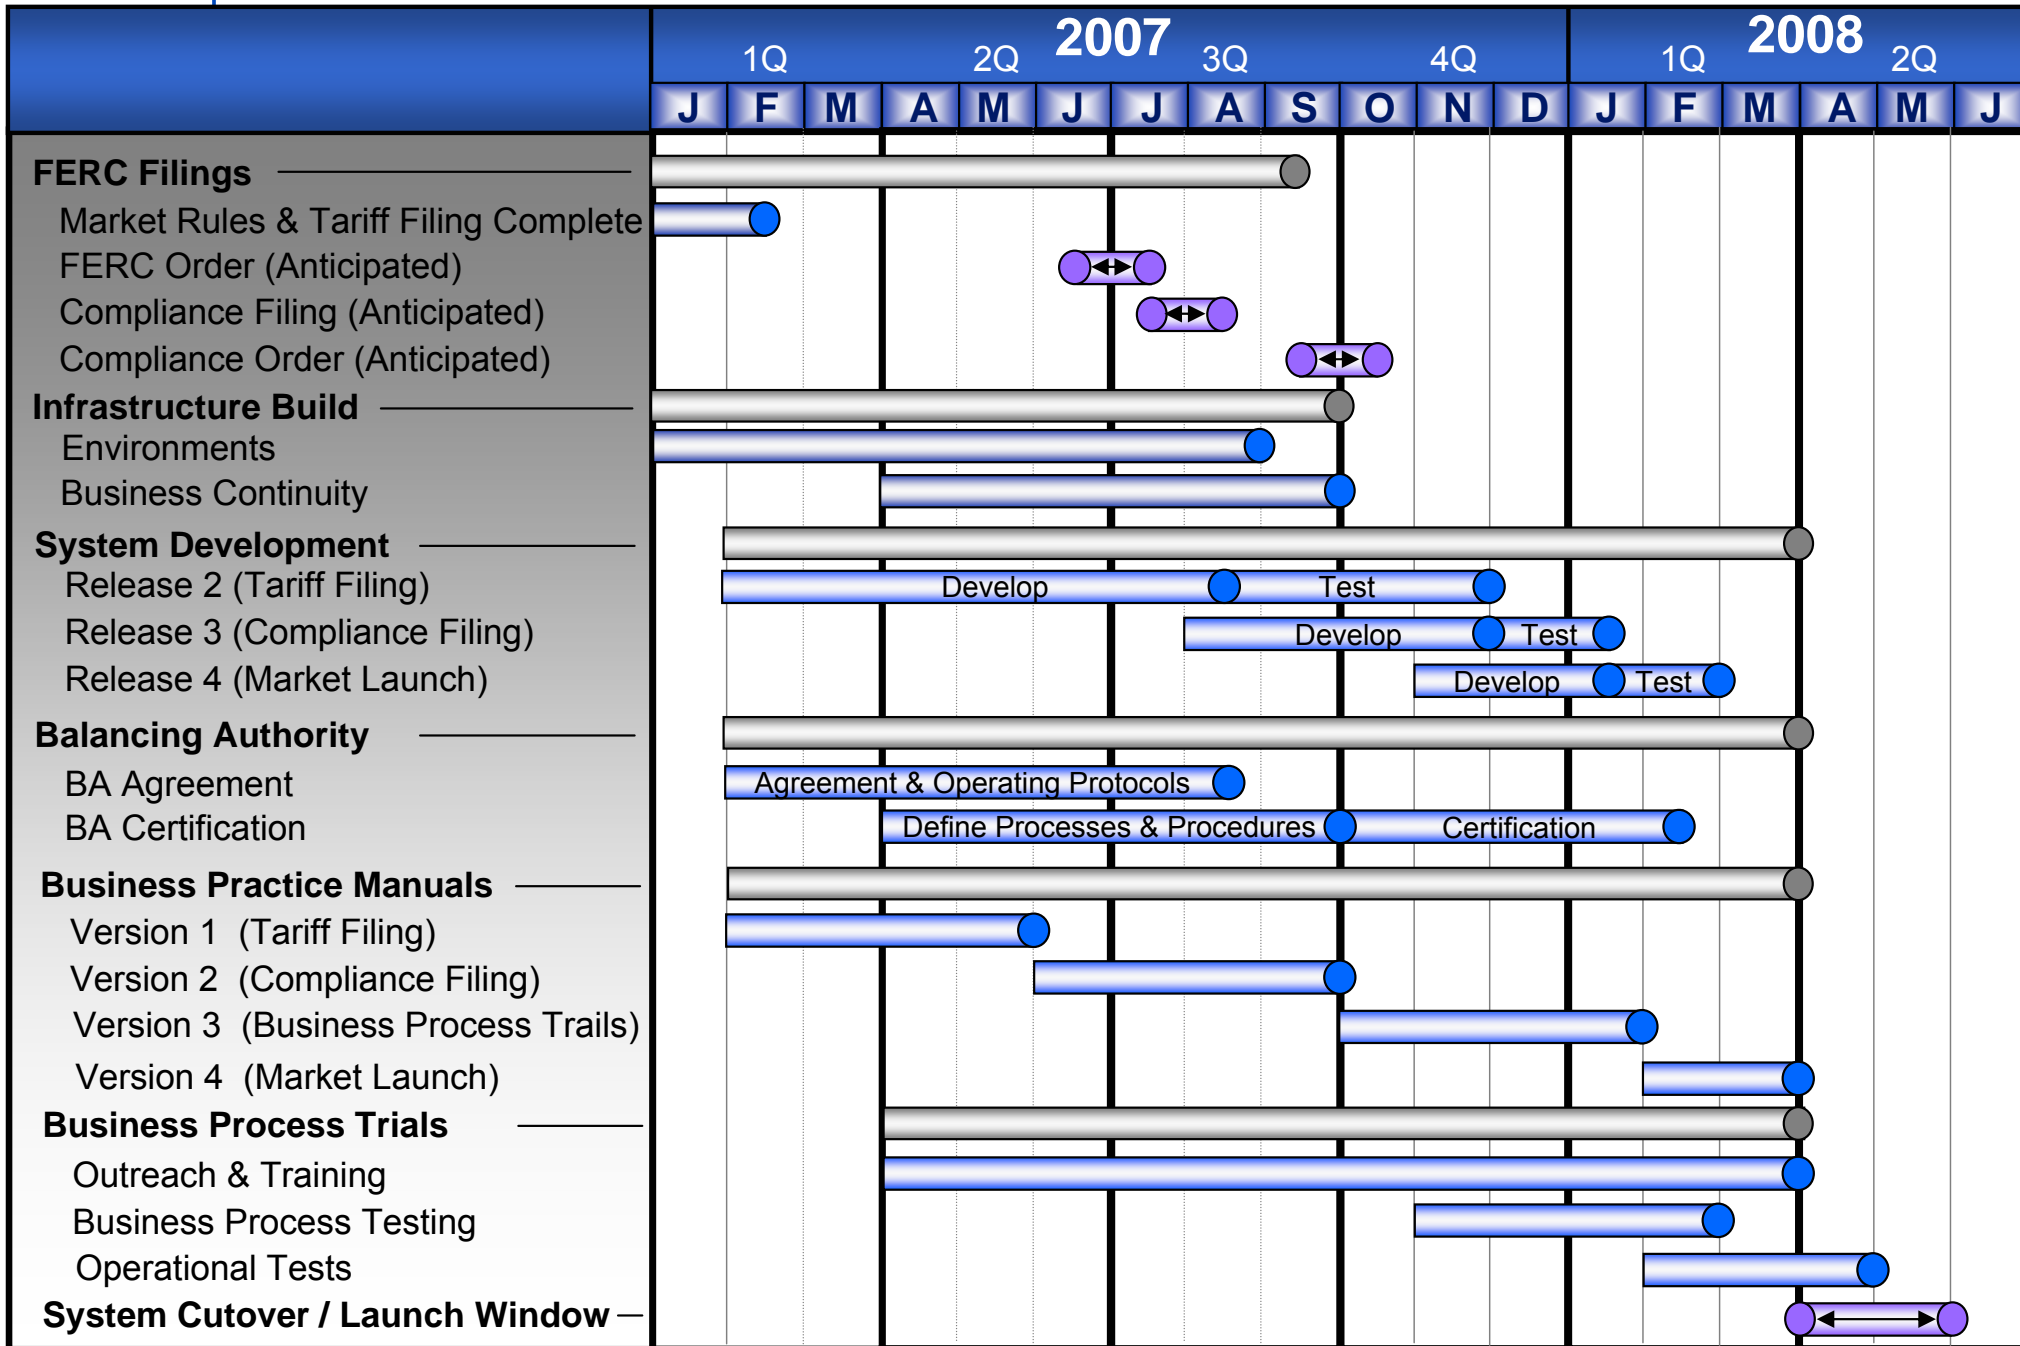 2007 2008
1Q 2Q 3Q 4Q 1Q 2Q
J F M A M J J A S O N D J F M A M J
FERC Filings
Market Rules & Tariff Filing Complete
FERC Order (Anticipated)
Compliance Filing (Anticipated)
Compliance Order (Anticipated)
Infrastructure Build
Environments
Business Continuity
System Development
Release 2 (Tariff Filing) Develop Test
Release 3 (Compliance Filing) Develop Test
Release 4 (Market Launch) Develop Test
Balancing Authority
BA Agreement Agreement & Operating Protocols
BA Certification Define Processes & Procedures Certification
Business Practice Manuals
Version 1 (Tariff Filing)
Version 2 (Compliance Filing)
Version 3 (Business Process Trails)
Version 4 (Market Launch)
Business Process Trials
Outreach & Training
Business Process Testing
Operational Tests
System Cutover / Launch Window